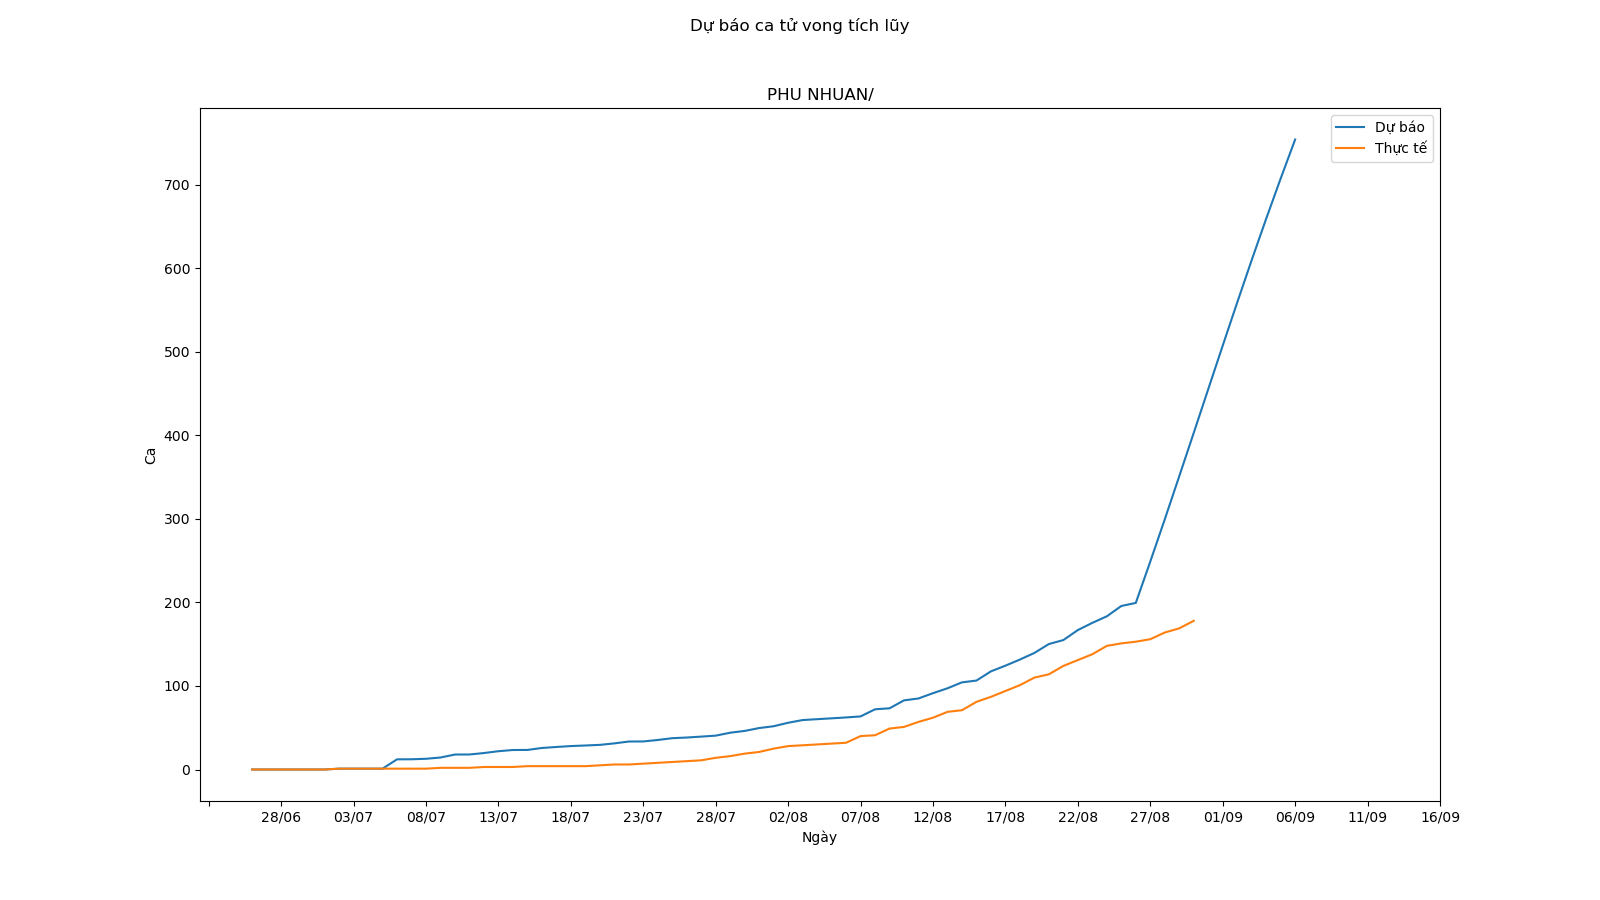 Dự báo ca tử vong tích lũy
PHU NHUAN/
Dự báo
Thực tế
700
600
500
400
300
200
100
0
Ca
28/06 03/07 08/07 13/07 18/07 23/07 28/07 02/08 07/08 12/08 17/08 22/08 27/08 01/09 06/09 11/09 16/09
Ngày